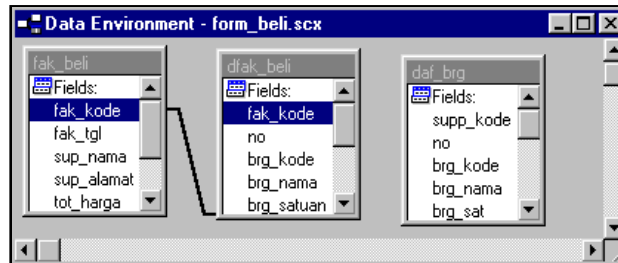 Data Environment - form_beli.scx
fak_beli
Fields:
fak_kode
fak_tgl
sup_nama
sup_alamat
tot_harga
dfak_beli
Fields:
fak_kode
no
brg_kode
brg_nama
brg_satuan
daf_brg
Fields:
supp_kode
no
brg_kode
brg_nama
brg_sat